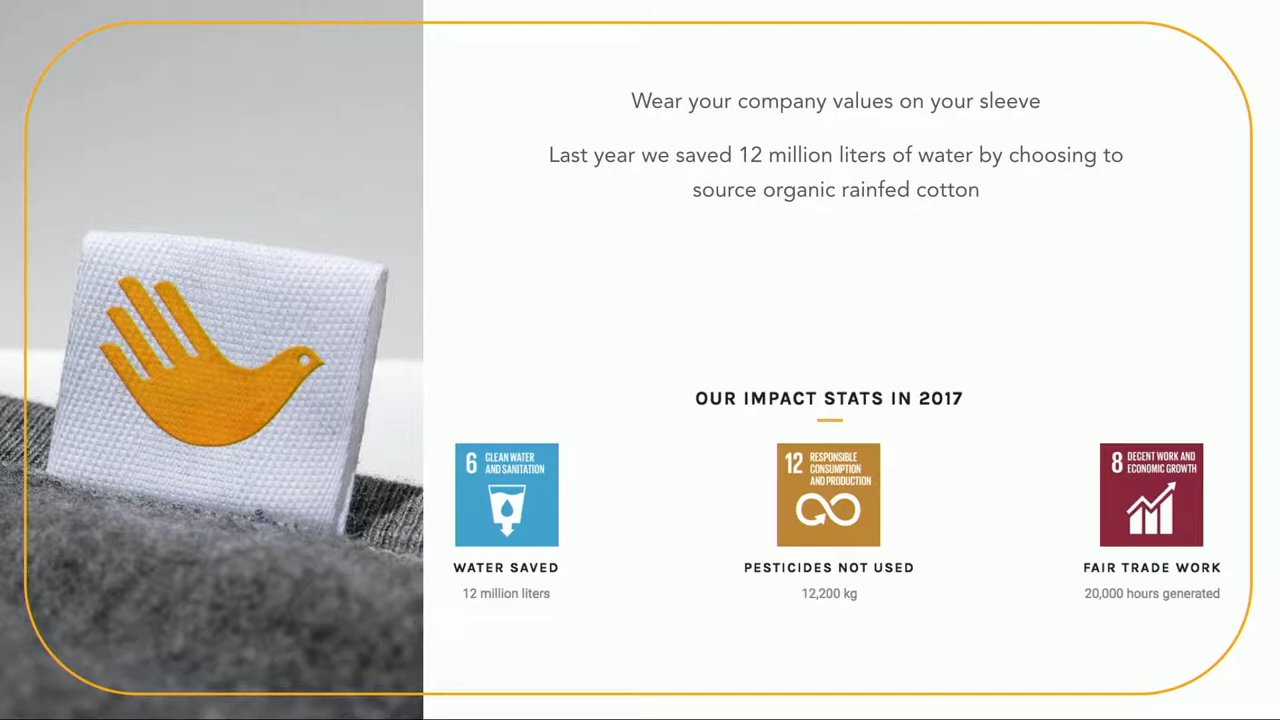 Wear your company values on your sleeve
Last year we saved 12 million liters of water by choosing to
source organic rainfed cotton
OUR IMPACT STATS IN 2017
6 CLEAN WATER
AND SANITATION
WATER SAVED
12 million liters
12 RESPONSIBLE
CONSUMPTION
AND PRODUCTION
PESTICIDES NOT USED
12,200 kg
8 DECENT WORK AND
ECONOMIC GROWTH
FAIR TRADE WORK
20,000 hours generated